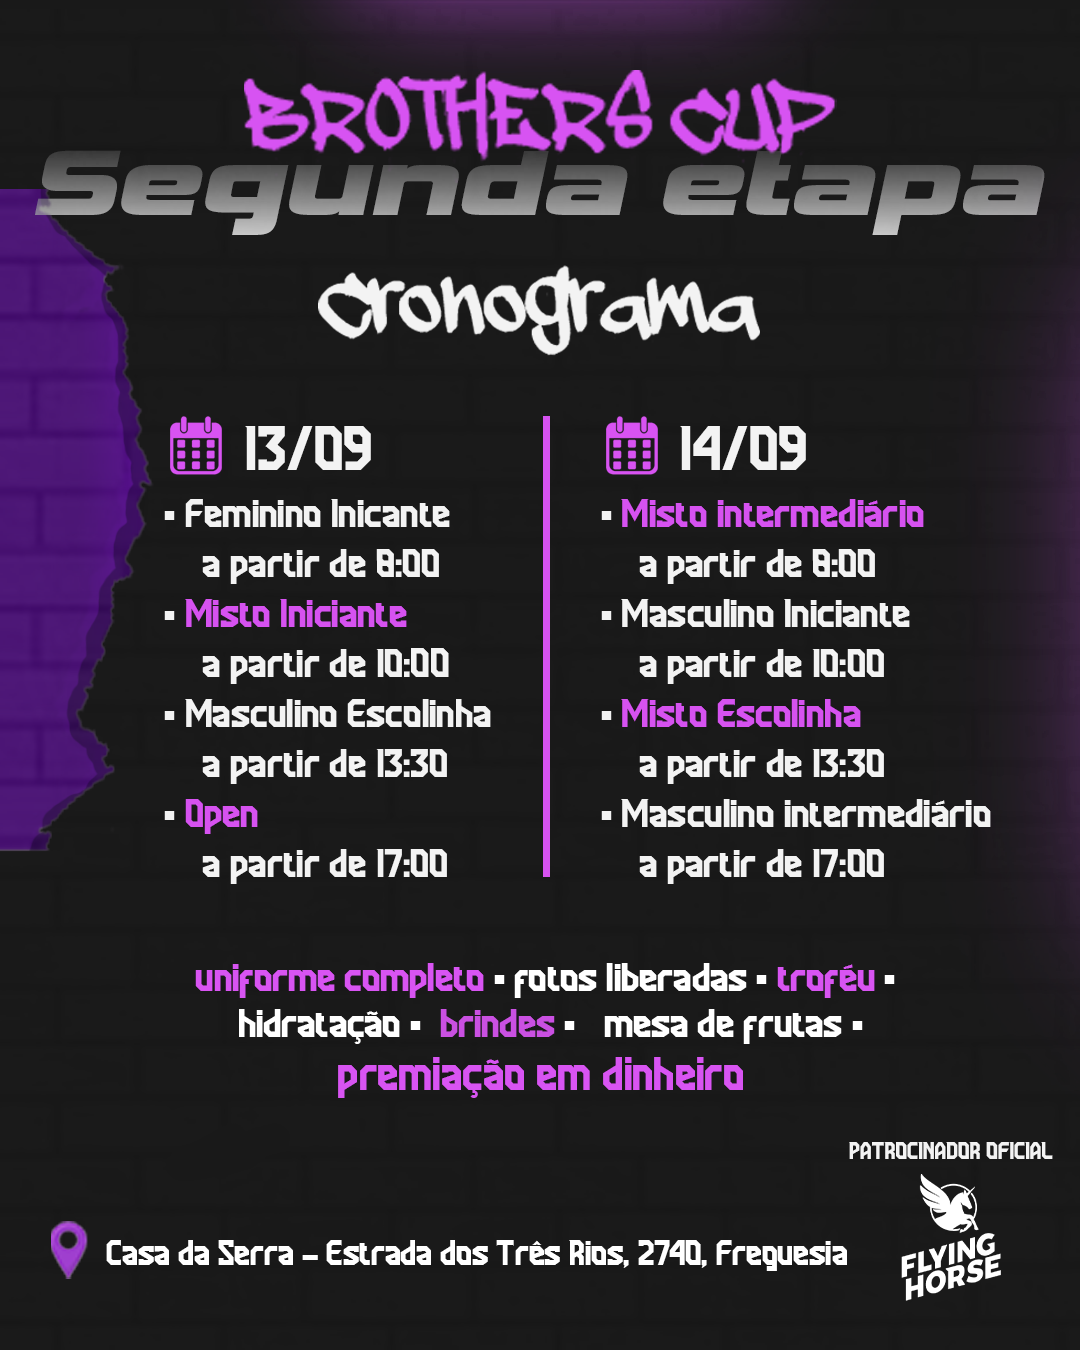 BROTHERS CUP
Segunda etapa
Cronograma
13/09
▪ Feminino Inicante
a partir de 8:00
▪ Misto Iniciante
a partir de 10:00
▪ Masculino Escolinha
a partir de 13:30
▪ Open
a partir de 17:00
14/09
▪ Misto intermediário
a partir de 8:00
▪ Masculino Iniciante
a partir de 10:00
▪ Misto Escolinha
a partir de 13:30
▪ Masculino intermediário
a partir de 17:00
uniforme completo ▪ fotos liberadas ▪ troféu ▪
hidratação ▪ brindes ▪ mesa de frutas ▪
premiação em dinheiro
PATROCINADOR OFICIAL
FLYING
HORSE
Casa da Serra – Estrada dos Três Rios, 2740, Freguesia